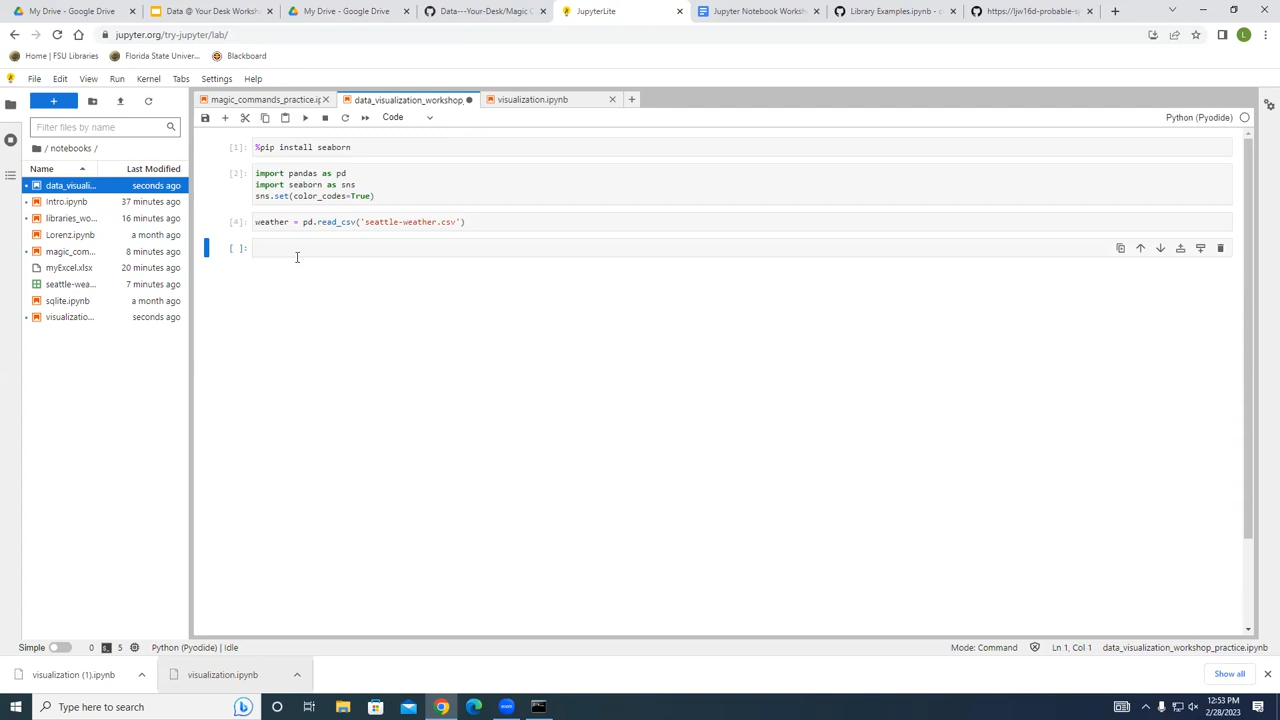 My Drive - Google Drive
Data @ Your Desk Worksho
My Drive - Google Drive
Data---Your-Desk/Magic C
JupyterLite
Jupyter Notebook Worksh
Library Examples.ipynb - c
https://ljw16d-probable-s
jupyter.org/try-jupyter/lab/
L
Home | FSU Libraries
Florida State Univer...
Blackboard
File Edit View Run Kernel Tabs Settings Help
magic_commands_practice.ip
data_visualization_workshop_
visualization.ipynb
Code
Python (Pyodide)
Filter files by name
/ notebooks /
Name Last Modified
data_visuali... seconds ago
Intro.ipynb 37 minutes ago
libraries_wo... 16 minutes ago
Lorenz.ipynb a month ago
magic_com... 8 minutes ago
myExcel.xlsx 20 minutes ago
seattle-wea... 7 minutes ago
sqlite.ipynb a month ago
visualizatio... seconds ago
[1]: %pip install seaborn
[2]: import pandas as pd
import seaborn as sns
sns.set(color_codes=True)
[4] weather = pd.read_csv('seattle-weather.csv')
[ ]:
Simple 0 5 Python (Pyodide) | Idle
Mode: Command Ln 1, Col 1 data_visualization_workshop_practice.ipynb
visualization (1).ipynb
visualization.ipynb
Show all
Type here to search
zoom
12:53 PM
2/28/2023